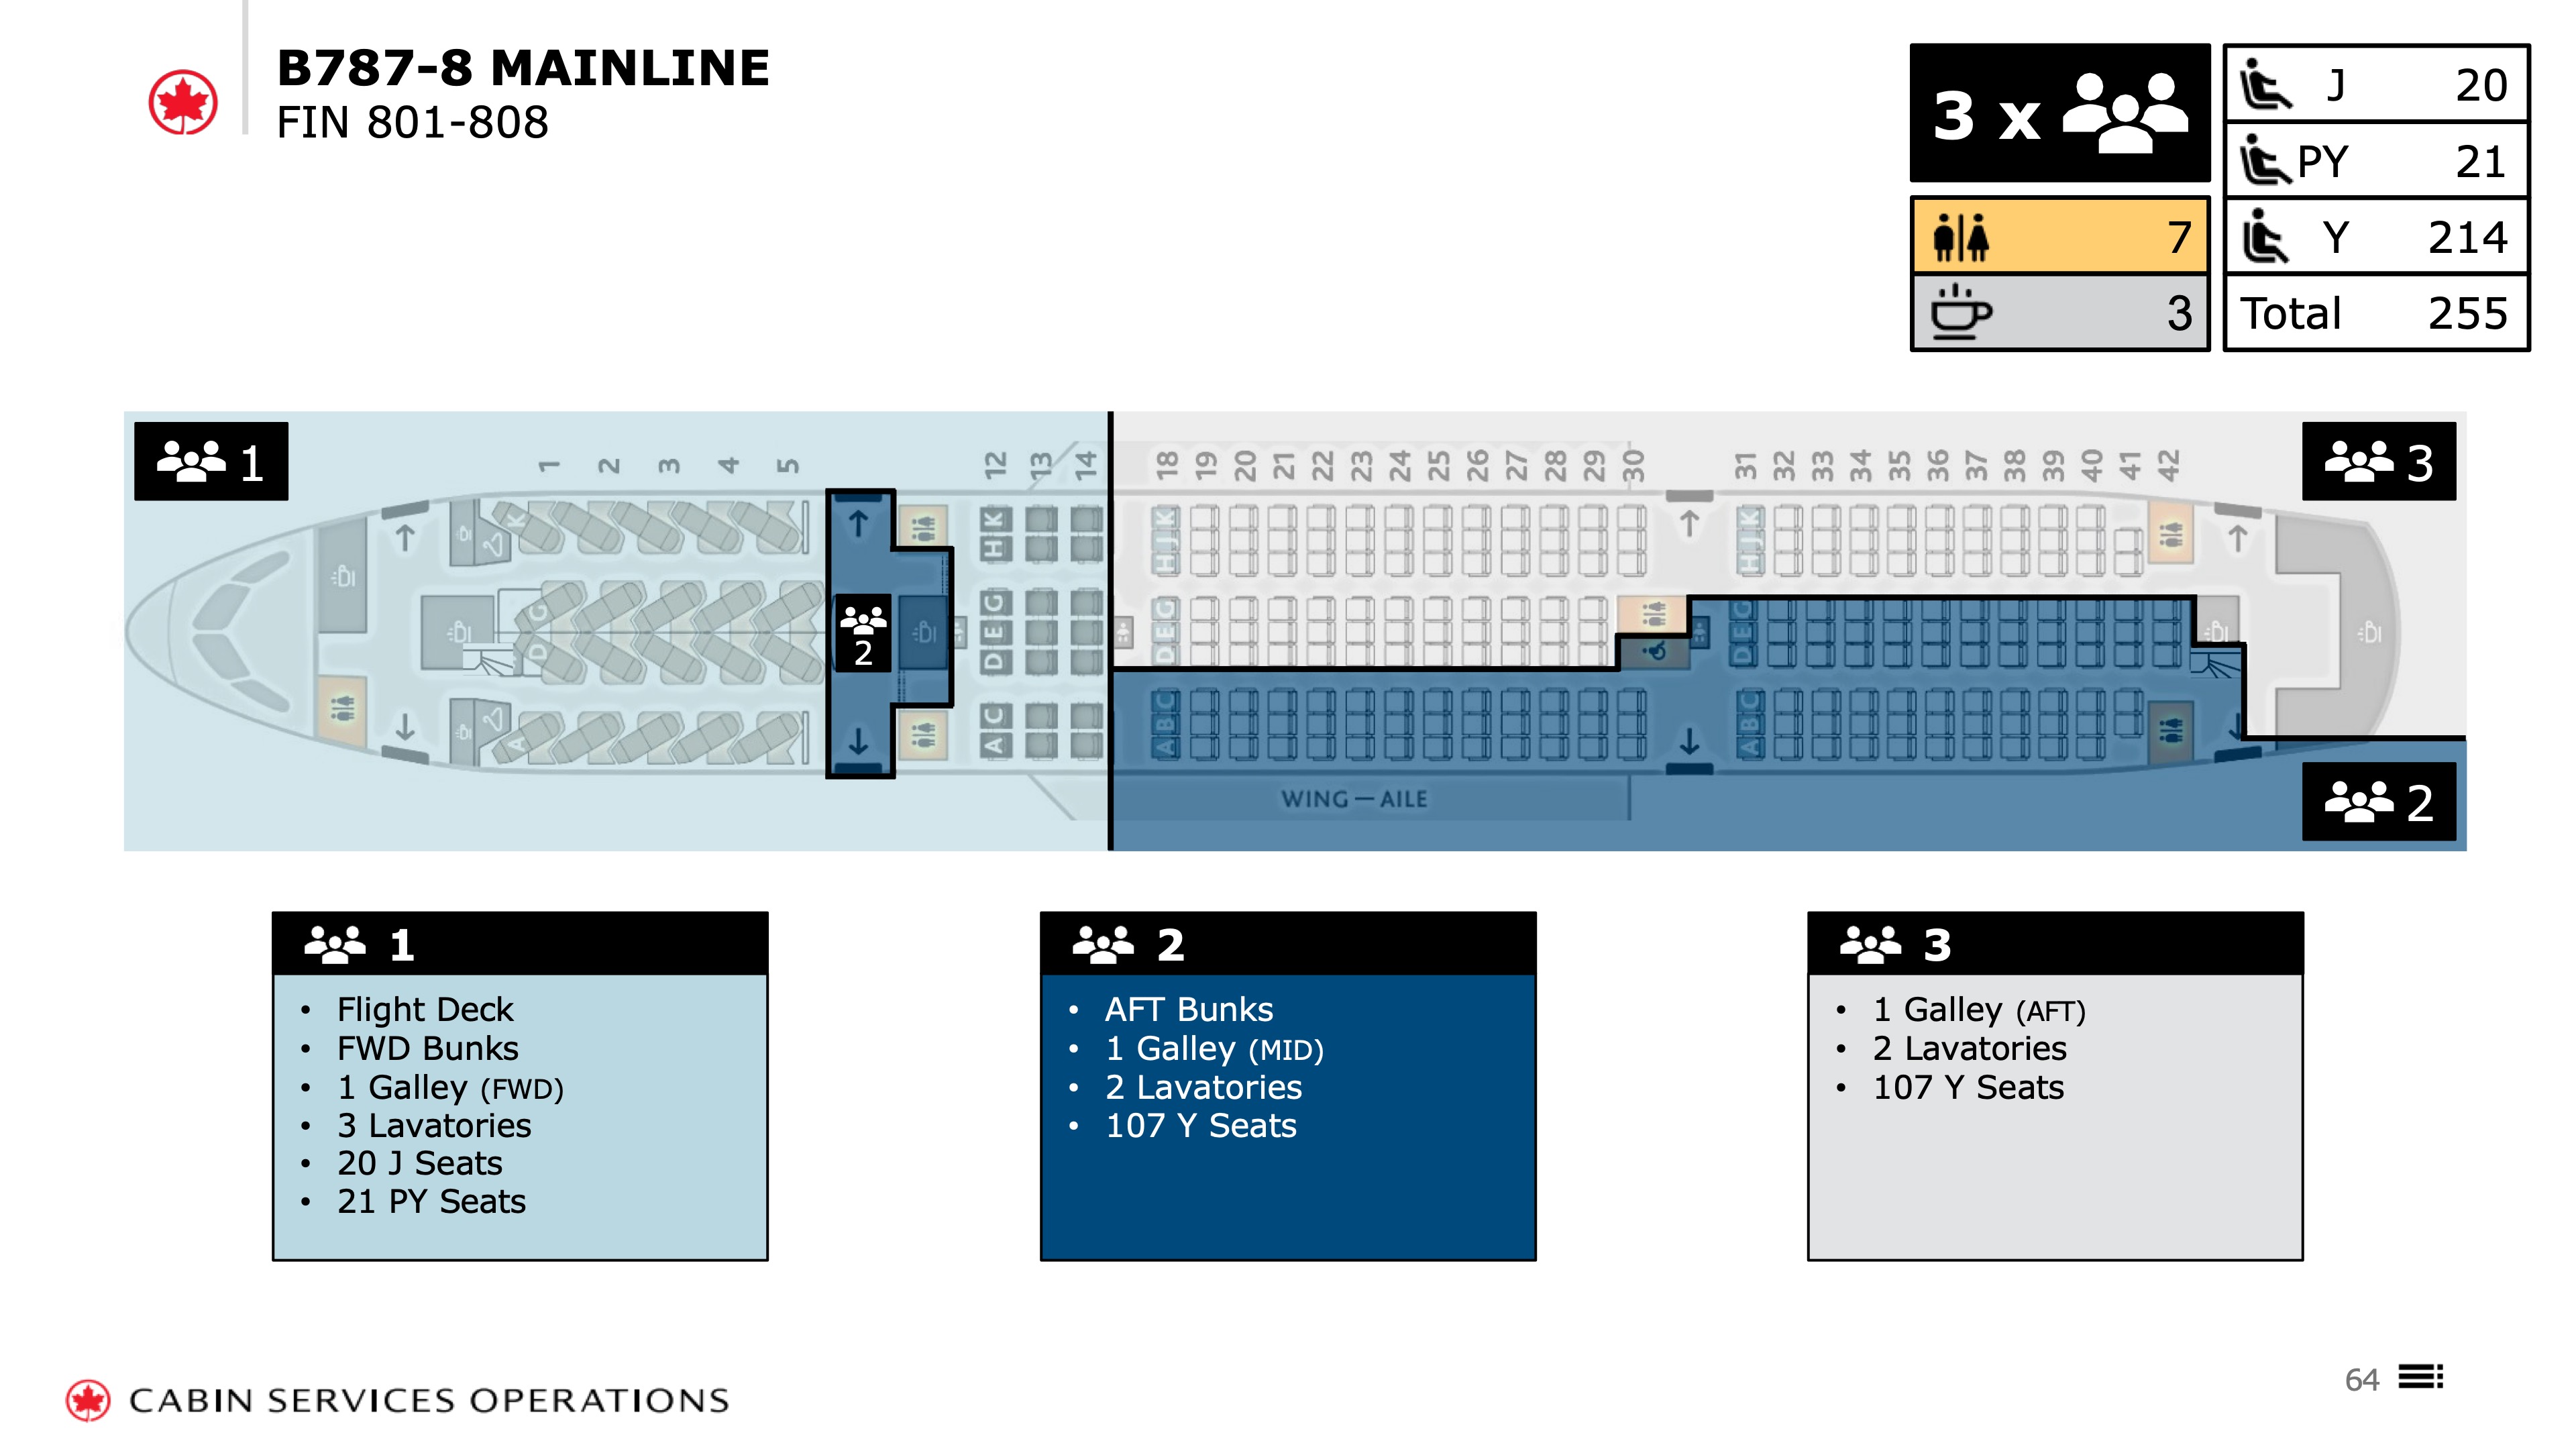 B787-8 MAINLINE
FIN 801-808
3 x
7
3
J 20
PY 21
Y 214
Total 255
1
3
1 2 3 4 5 12 13 14 18 19 20 21 22 23 24 25 26 27 28 29 30 31 32 33 34 35 36 37 38 39 40 41 42
K
H K
H J K
H J K
D G
D E G
D E G
D E G
2
A
A C
A B C
A B C
WING — AILE
2
1
• Flight Deck
• FWD Bunks
• 1 Galley (FWD)
• 3 Lavatories
• 20 J Seats
• 21 PY Seats
2
• AFT Bunks
• 1 Galley (MID)
• 2 Lavatories
• 107 Y Seats
3
• 1 Galley (AFT)
• 2 Lavatories
• 107 Y Seats
CABIN SERVICES OPERATIONS
64